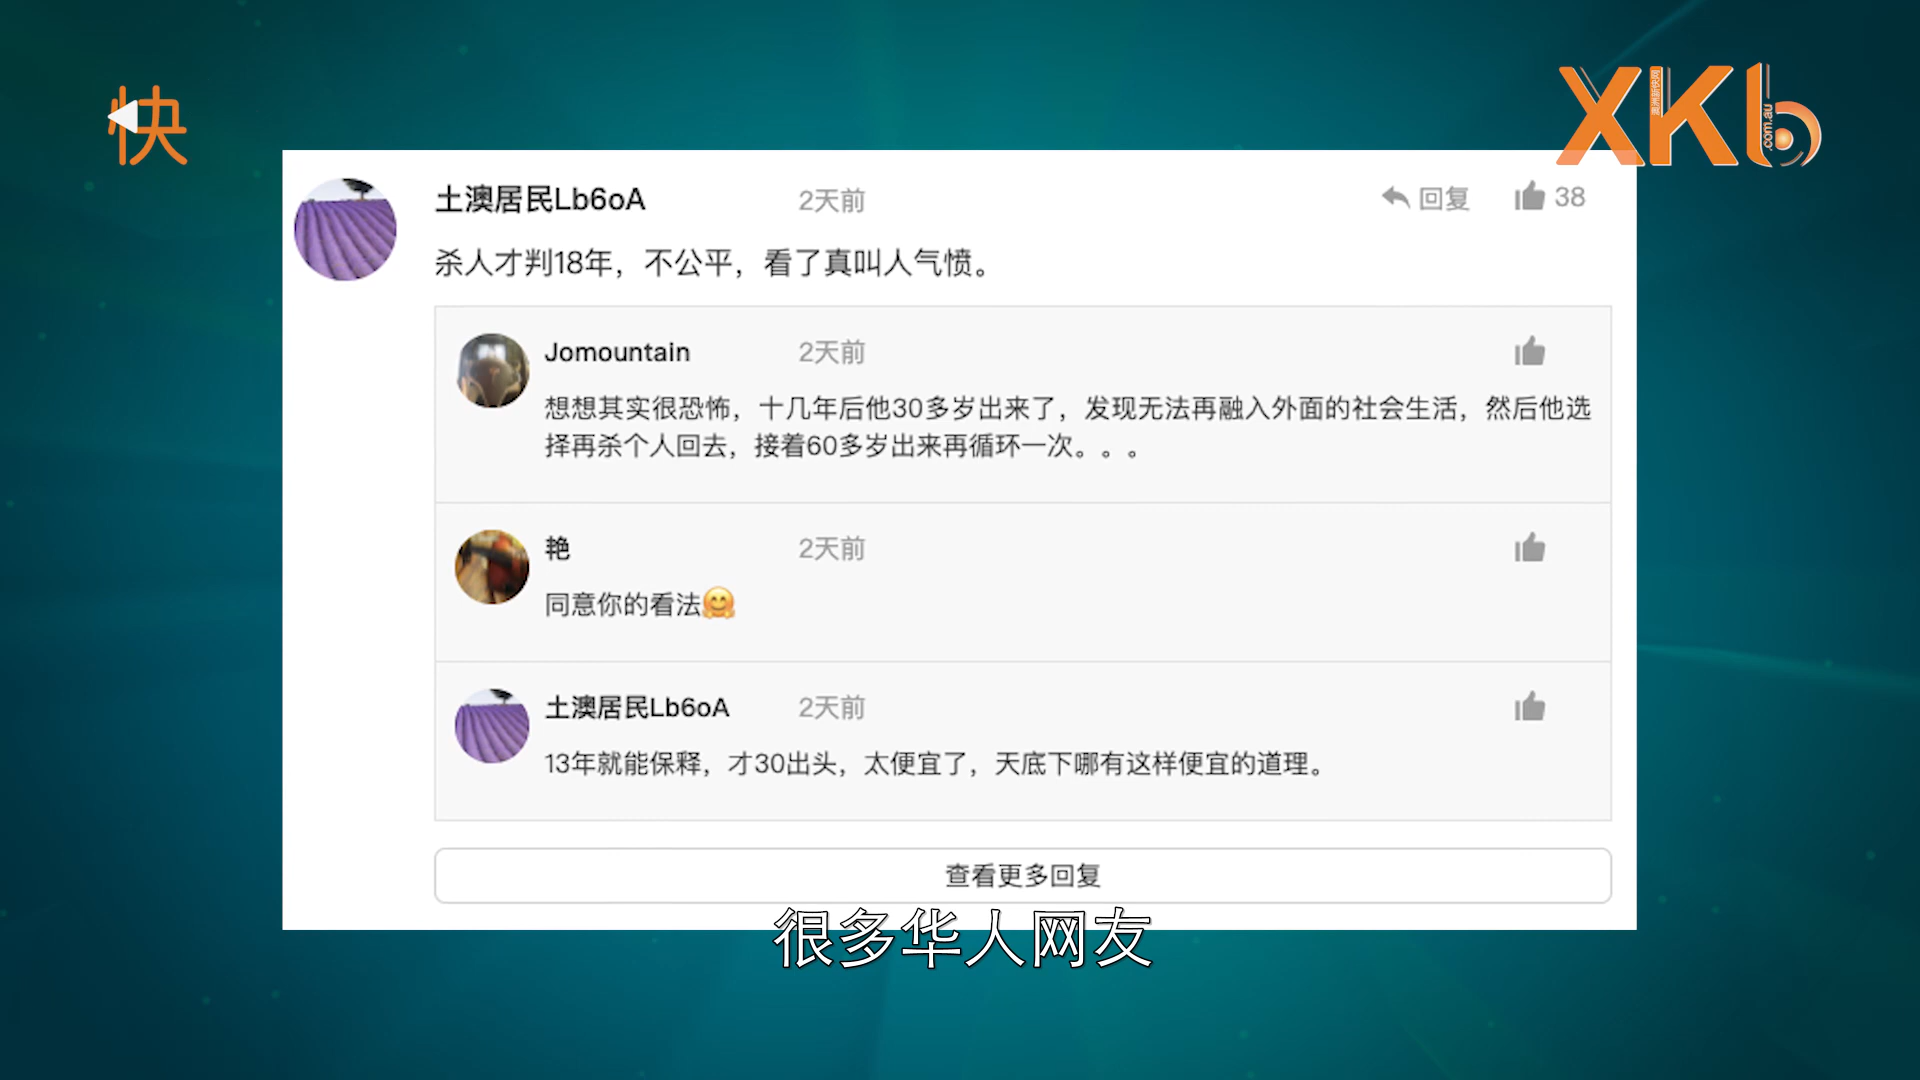 快
XKb
澳洲新快网
.com.au
土澳居民Lb6oA
2天前
回复
38
杀人才判18年，不公平，看了真叫人气愤。
Jomountain
2天前
想想其实很恐怖，十几年后他30多岁出来了，发现无法再融入外面的社会生活，然后他选
择再杀个人回去，接着60多岁出来再循环一次。。。
艳
2天前
同意你的看法🤗
土澳居民Lb6oA
2天前
13年就能保释，才30出头，太便宜了，天底下哪有这样便宜的道理。
查看更多回复
很多华人网友